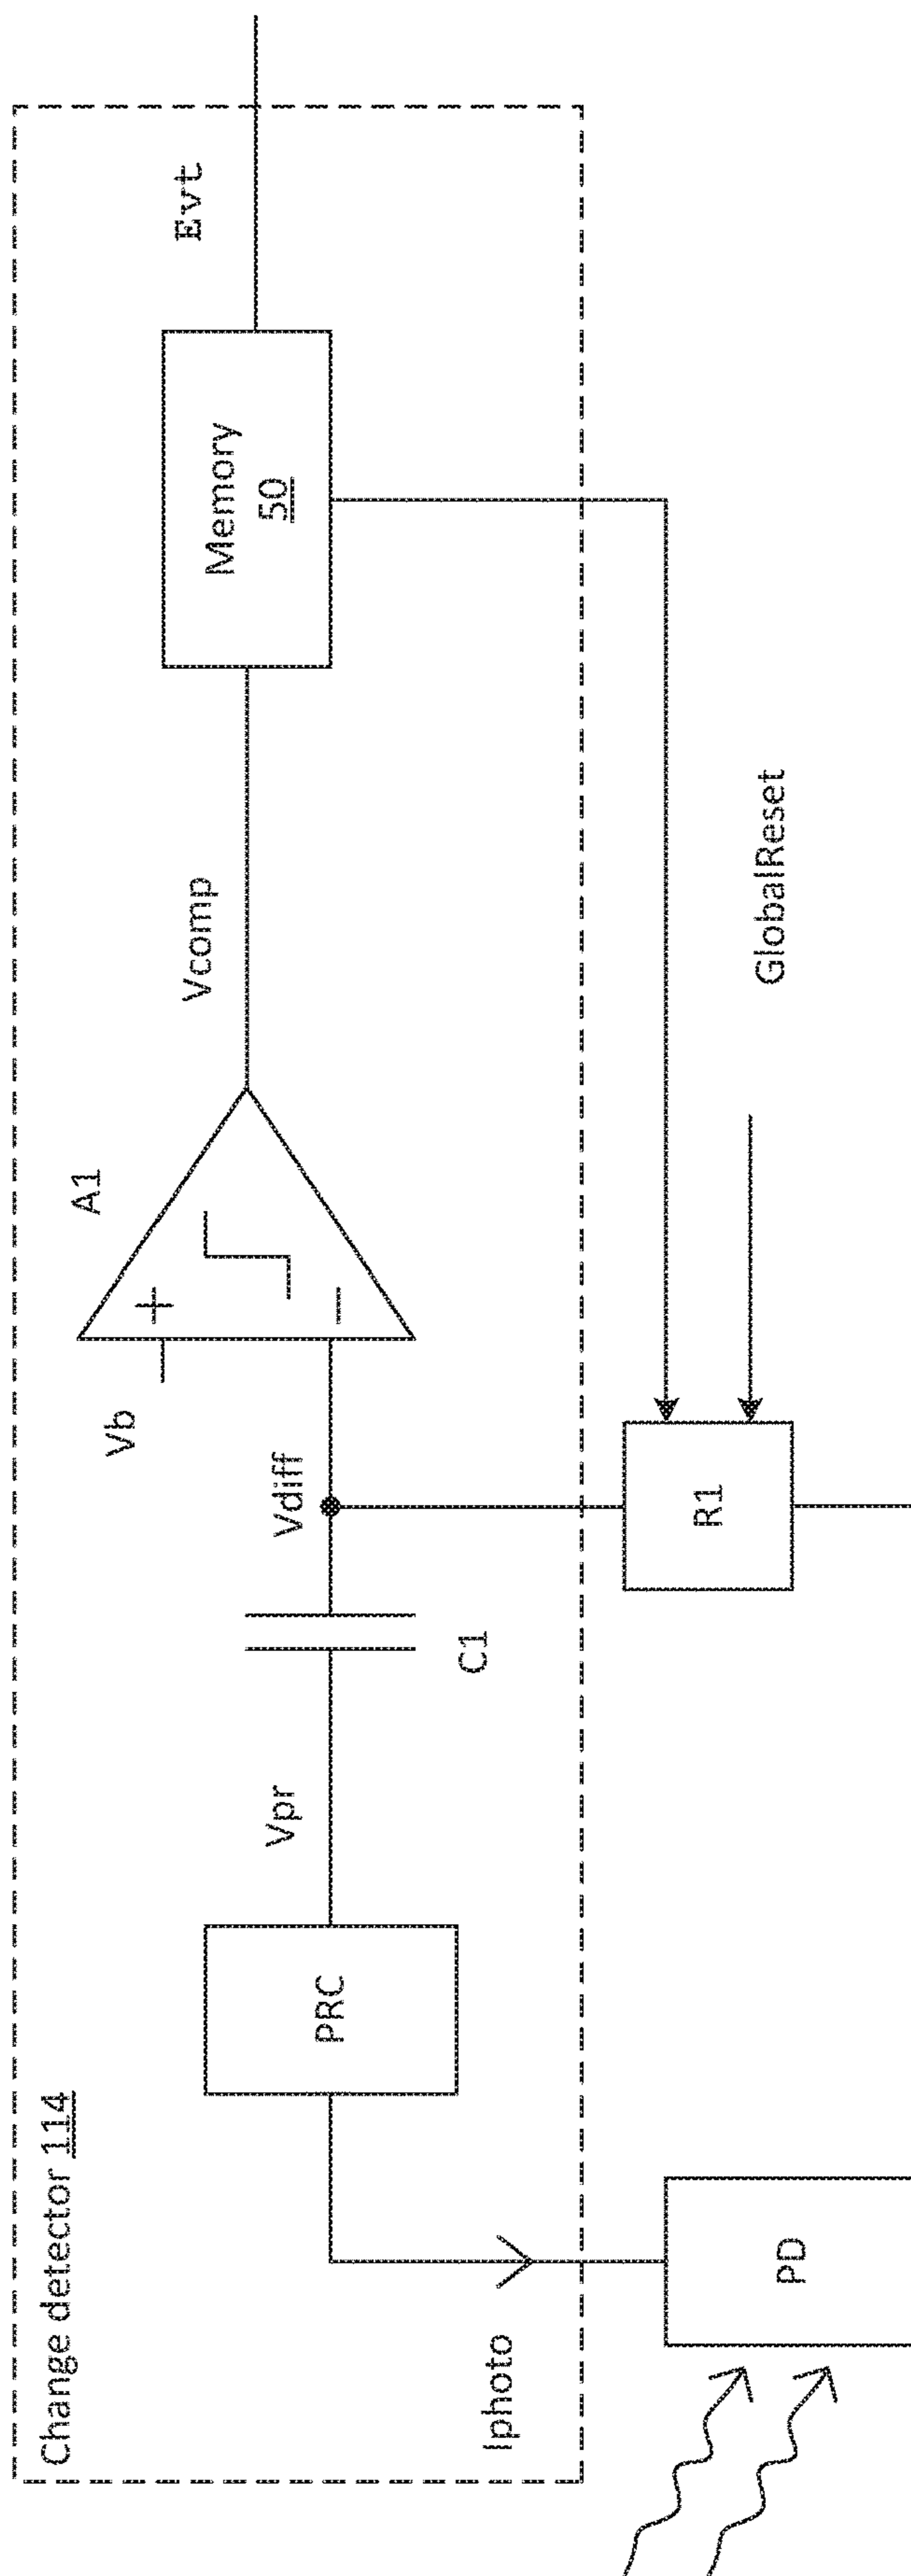 Change detector 114
Iphoto
PD
PRC
Vpr
C1
Vdiff
Vb
A1
+
−
Vcomp
Memory
50
Evt
R1
GlobalReset